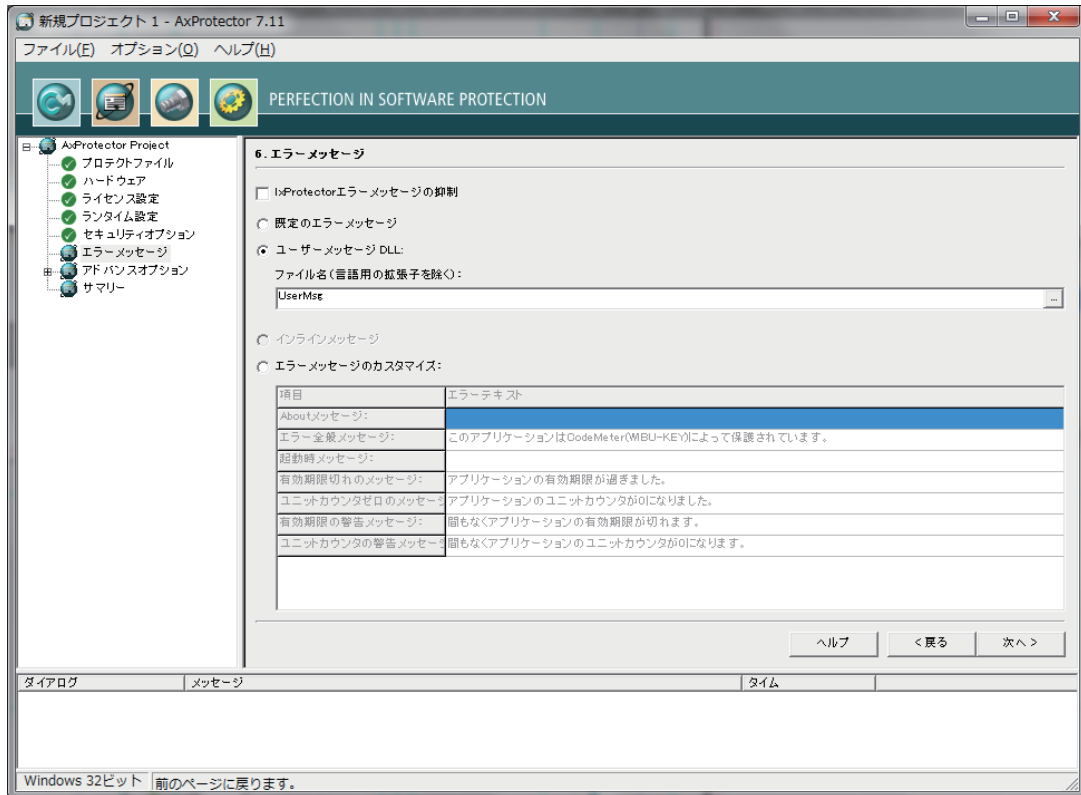 新規プロジェクト 1 - AxProtector 7.11
ファイル(F) オプション(O) ヘルプ(H)
PERFECTION IN SOFTWARE PROTECTION
AxProtector Project
プロテクトファイル
ハードウェア
ライセンス設定
ランタイム設定
セキュリティオプション
エラーメッセージ
アドバンスオプション
サマリー
6.エラーメッセージ
IxProtectorエラーメッセージの抑制
既定のエラーメッセージ
ユーザーメッセージ DLL:
ファイル名(言語用の拡張子を除く):
UserMsg
...
インラインメッセージ
エラーメッセージのカスタマイズ:
項目 エラーテキスト
Aboutメッセージ:
エラー全般メッセージ: このアプリケーションはCodeMeter(WIBU-KEY)によって保護されています。
起動時メッセージ:
有効期限切れのメッセージ: アプリケーションの有効期限が過ぎました。
ユニットカウンタゼロのメッセージ アプリケーションのユニットカウンタが0になりました。
有効期限の警告メッセージ: 間もなくアプリケーションの有効期限が切れます。
ユニットカウンタの警告メッセージ 間もなくアプリケーションのユニットカウンタが0になります。
ヘルプ <戻る 次へ>
ダイアログ メッセージ タイム
Windows 32ビット 前のページに戻ります。